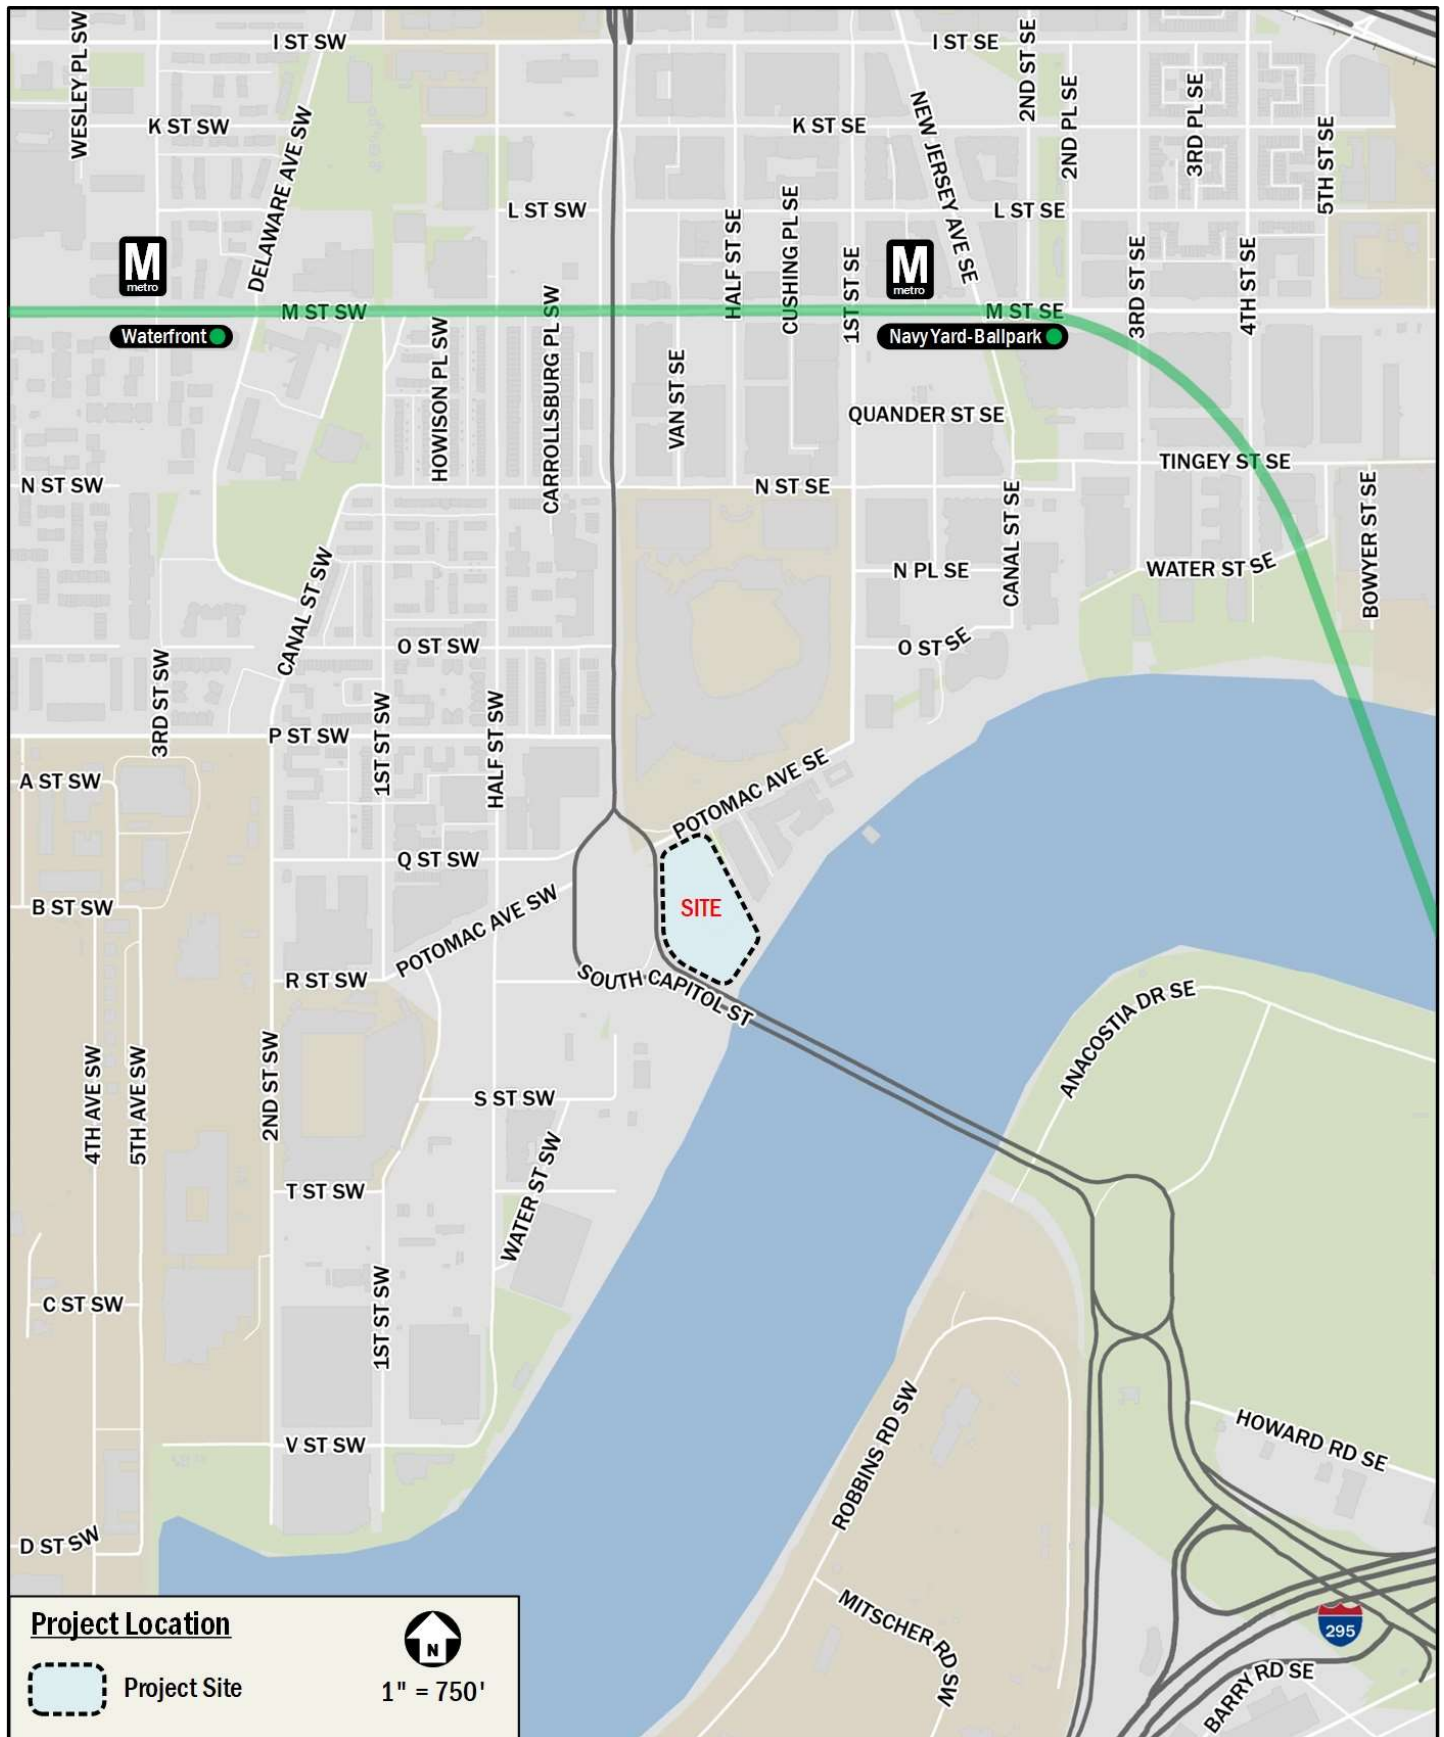 WESLEY PL SW
I ST SW
I ST SE
2ND ST SE
2ND PL SE
3RD PL SE
5TH ST SE
K ST SW
K ST SE
NEW JERSEY AVE SE
DELAWARE AVE SW
L ST SW
L ST SE
HALF ST SE
CUSHING PL SE
1ST ST SE
3RD ST SE
4TH ST SE
M
metro
M
metro
M ST SW
M ST SE
Waterfront
Navy Yard-Ballpark
HOWISON PL SW
CARROLLSBURG PL SW
VAN ST SE
QUANDER ST SE
TINGEY ST SE
N ST SW
N ST SE
CANAL ST SE
BOWYER ST SE
N PL SE
WATER ST SE
CANAL ST SW
O ST SW
O ST SE
3RD ST SW
P ST SW
1ST ST SW
HALF ST SW
A ST SW
POTOMAC AVE SE
Q ST SW
B ST SW
POTOMAC AVE SW
SITE
R ST SW
SOUTH CAPITOL ST
ANACOSTIA DR SE
4TH AVE SW
5TH AVE SW
2ND ST SW
S ST SW
WATER ST SW
T ST SW
C ST SW
1ST ST SW
ROBBINS RD SW
HOWARD RD SE
V ST SW
D ST SW
MITSCHER RD SW
295
BARRY RD SE
Project Location
N
Project Site
1" = 750'